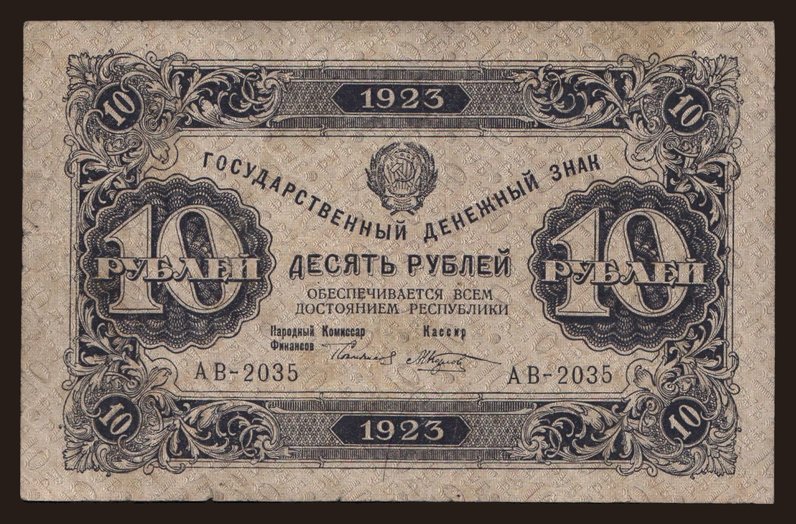 10 1923 10
ГОСУДАРСТВЕННЫЙ ДЕНЕЖНЫЙ ЗНАК
10 РУБЛЕЙ
10 РУБЛЕЙ
ДЕСЯТЬ РУБЛЕЙ
ОБЕСПЕЧИВАЕТСЯ ВСЕМ
ДОСТОЯНИЕМ РЕСПУБЛИКИ
Народный Комиссар
Финансов
Кассир
АВ-2035 АВ-2035
10 1923 10